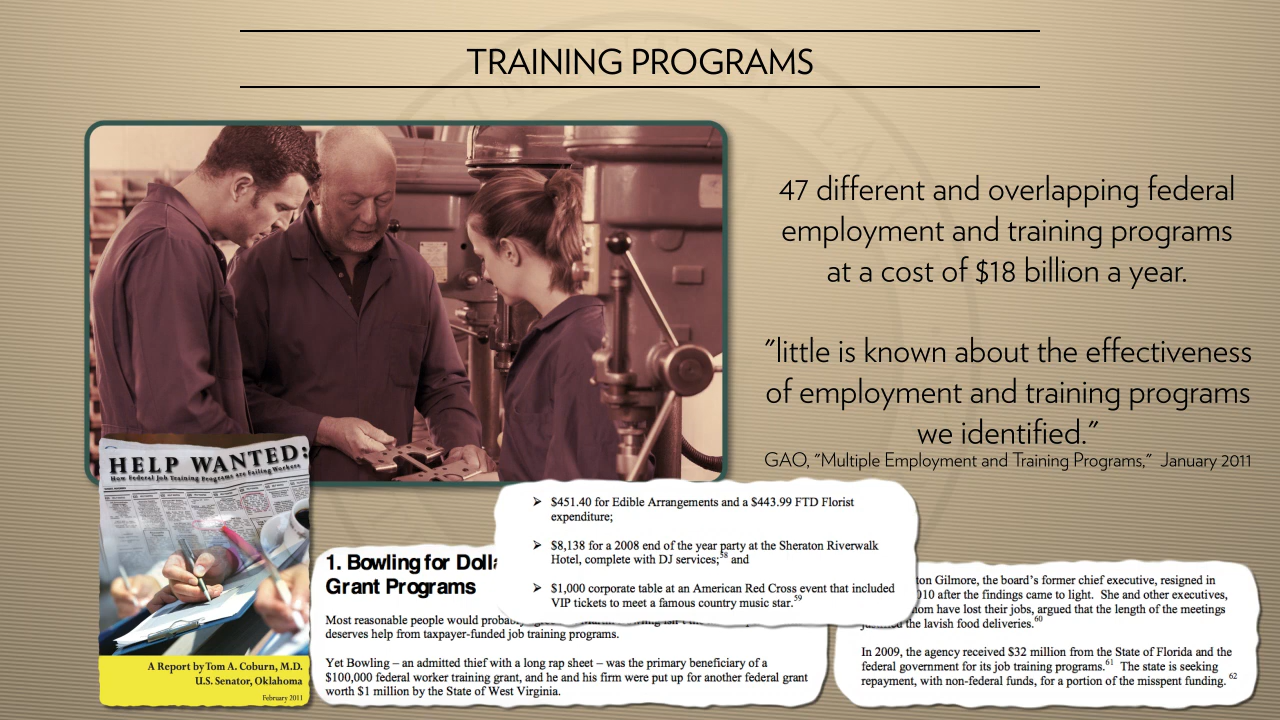 TRAINING PROGRAMS
47 different and overlapping federal
employment and training programs
at a cost of $18 billion a year.
"little is known about the effectiveness
of employment and training programs
we identified."
GAO, "Multiple Employment and Training Programs," January 2011
HELP WANTED:
How Federal Job Training Programs are Failing Workers
A Report by Tom A. Coburn, M.D.
U.S. Senator, Oklahoma
February 2011
1. Bowling for
Grant Programs
Most reasonable people would
deserves help from taxpayer-funded job training programs.
Yet Bowling – an admitted thief with a long rap sheet – was the primary beneficiary of a
$100,000 federal worker training grant, and he and his firm were put up for another federal grant
worth $1 million by the State of West Virginia.
➢ $451.40 for Edible Arrangements and a $443.99 FTD Florist
expenditure;
➢ $8,138 for a 2008 end of the year party at the Sheraton Riverwalk
Hotel, complete with DJ services;58 and
➢ $1,000 corporate table at an American Red Cross event that included
VIP tickets to meet a famous country music star.59
Gilmore, the board's former chief executive, resigned in
after the findings came to light. She and other executives,
have lost their jobs, argued that the length of the meetings
the lavish food deliveries.60
In 2009, the agency received $32 million from the State of Florida and the
federal government for its job training programs.61 The state is seeking
repayment, with non-federal funds, for a portion of the misspent funding. 62